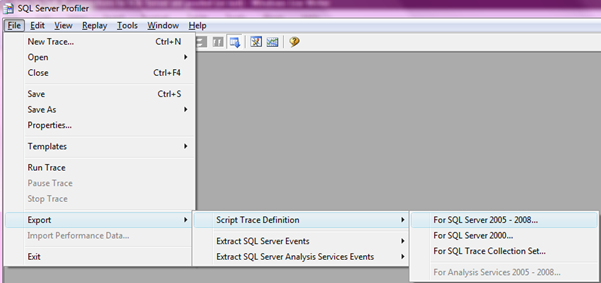 SQL Server Profiler
File Edit View Replay Tools Window Help
New Trace... Ctrl+N
Open
Close Ctrl+F4
Save Ctrl+S
Save As
Properties...
Templates
Run Trace
Pause Trace
Stop Trace
Export
Import Performance Data...
Exit
Script Trace Definition
Extract SQL Server Events
Extract SQL Server Analysis Services Events
For SQL Server 2005 - 2008...
For SQL Server 2000...
For SQL Trace Collection Set...
For Analysis Services 2005 - 2008...